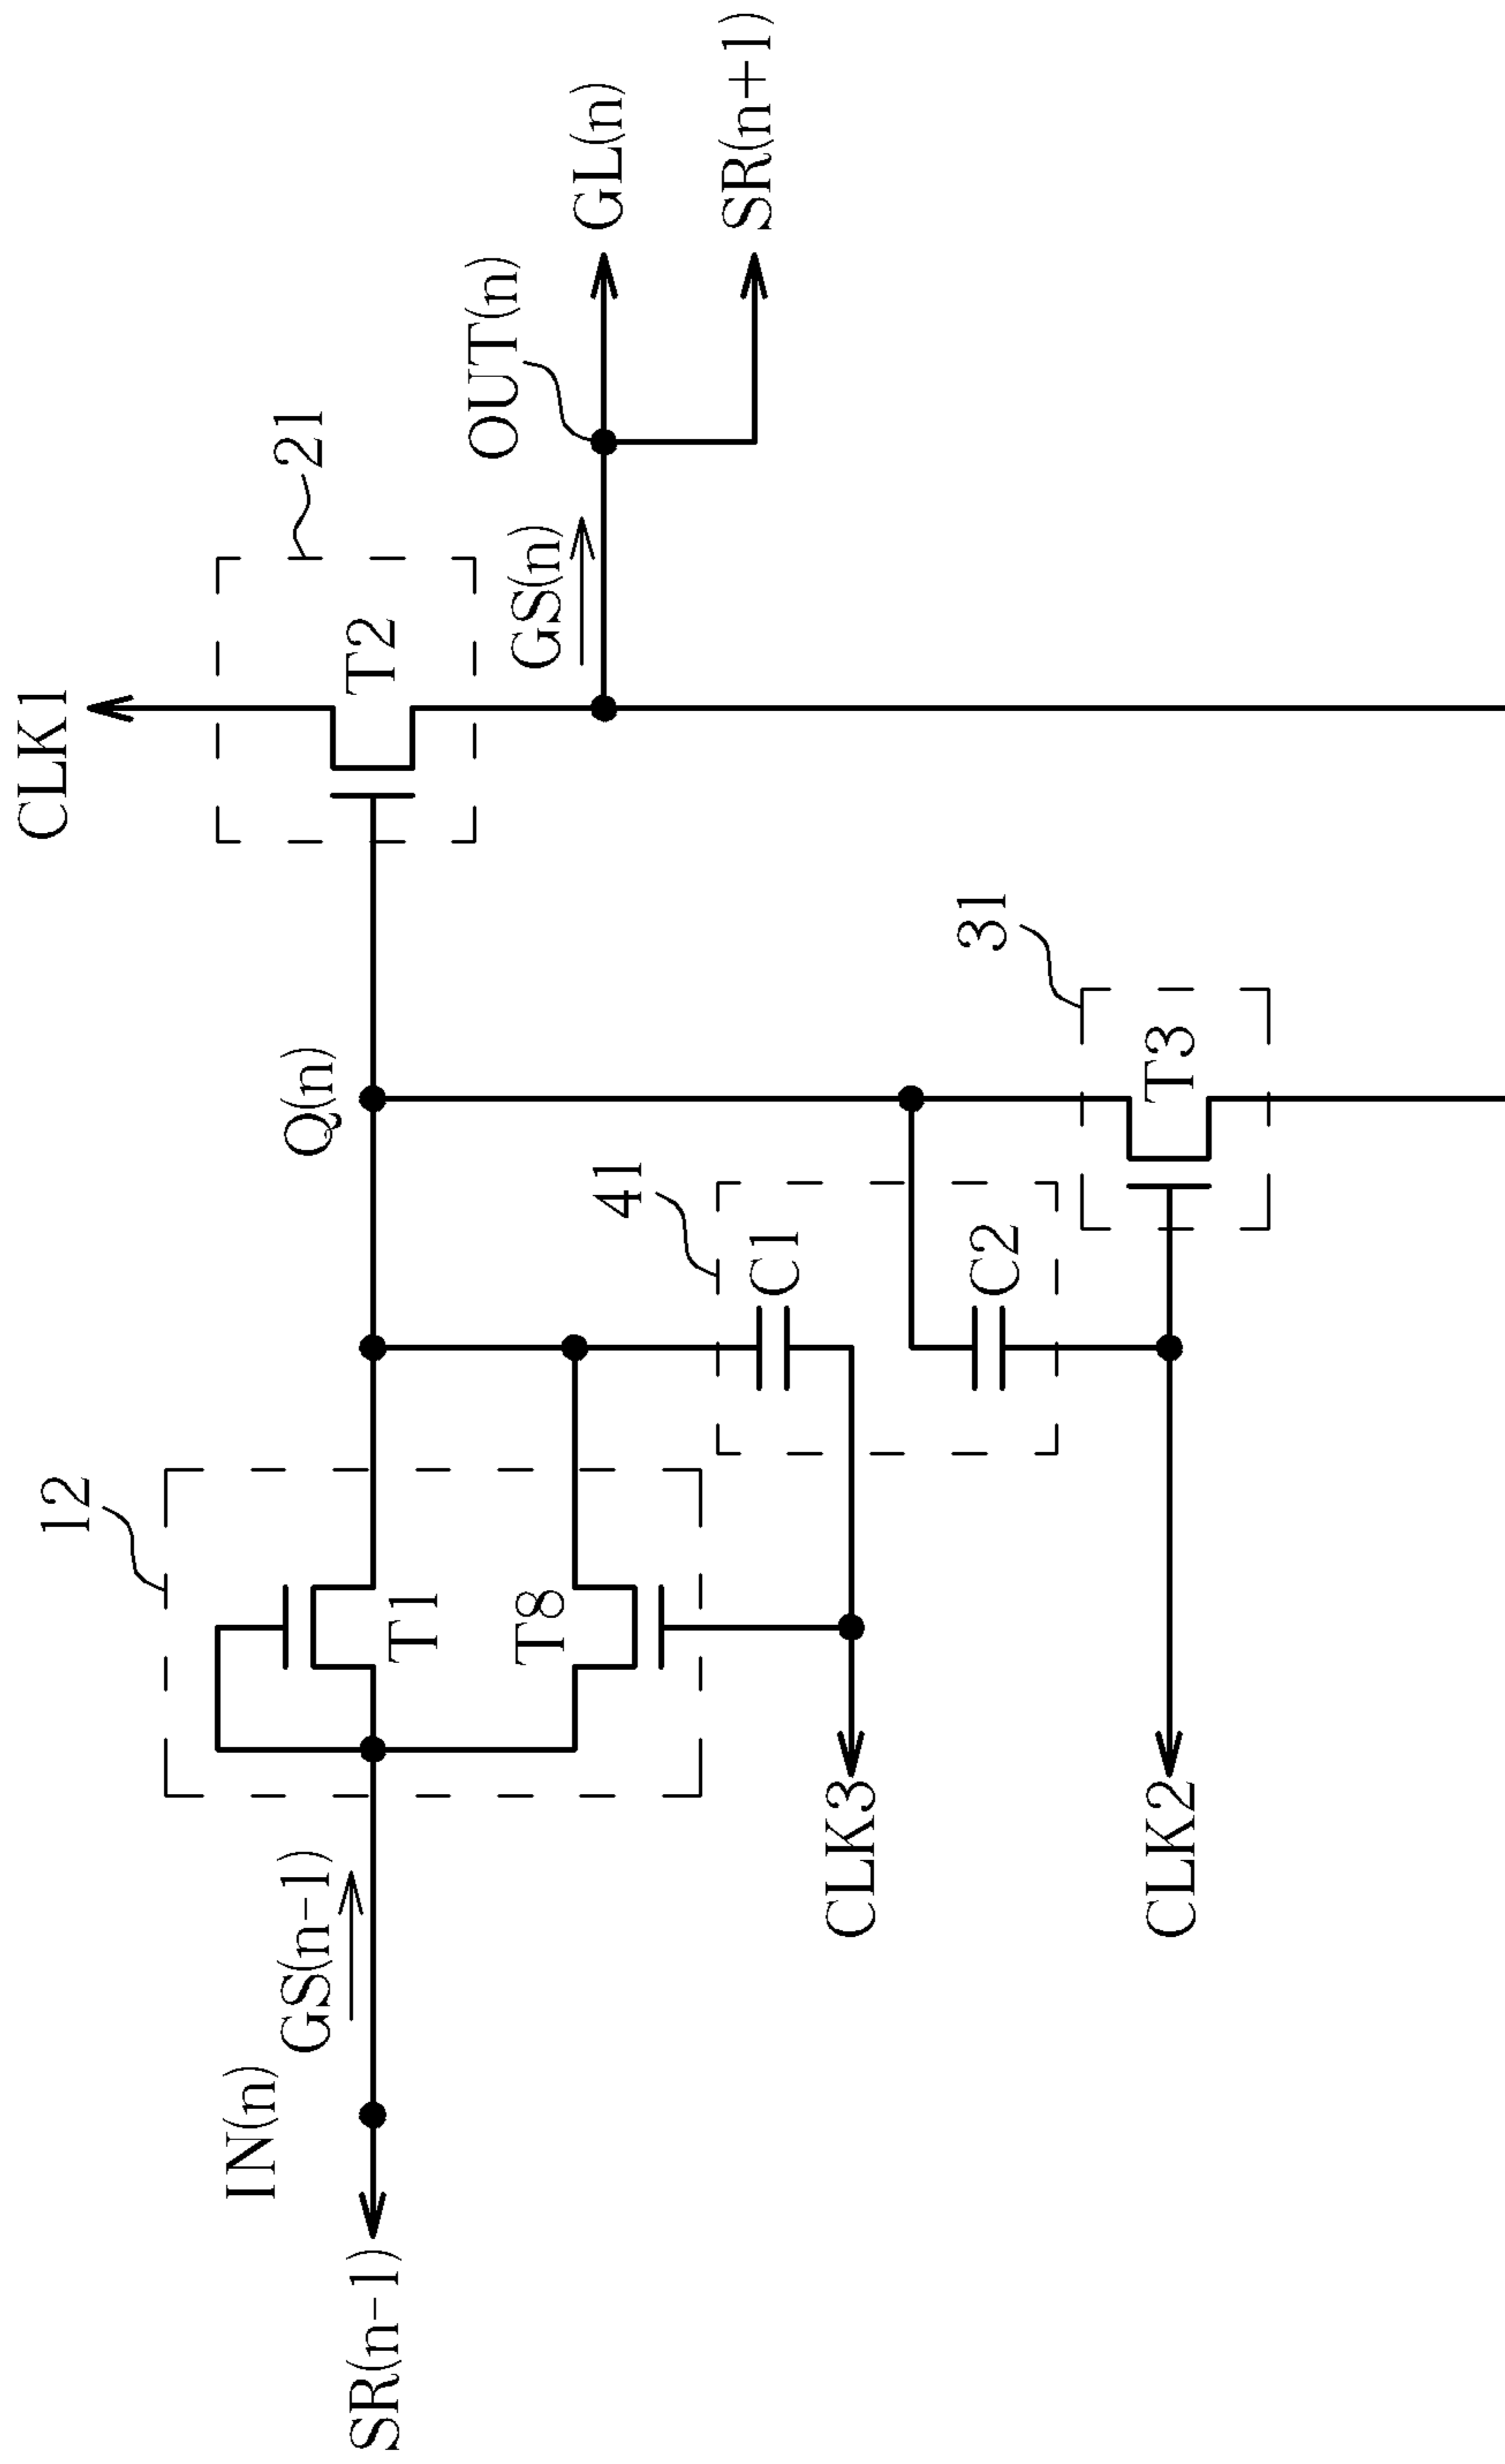 CLK1
21
T2
OUT(n)
GL(n)
SR(n+1)
GS(n)
Q(n)
31
T3
41
C1
C2
12
T1
T8
CLK3
CLK2
GS(n-1)
IN(n)
SR(n-1)